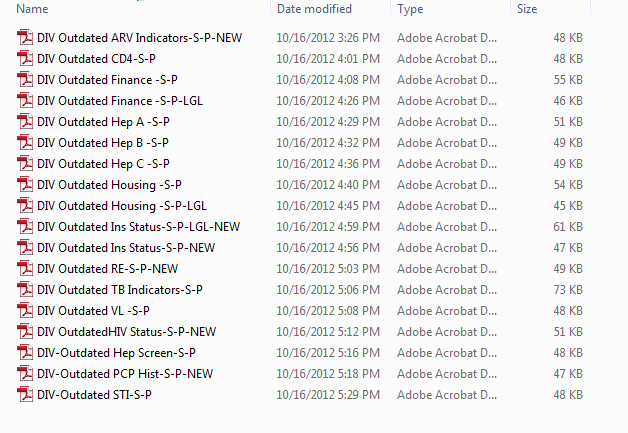 Name Date modified Type Size
DIV Outdated ARV Indicators-S-P-NEW 10/16/2012 3:26 PM Adobe Acrobat D... 48 KB
DIV Outdated CD4-S-P 10/16/2012 4:01 PM Adobe Acrobat D... 48 KB
DIV Outdated Finance -S-P 10/16/2012 4:08 PM Adobe Acrobat D... 55 KB
DIV Outdated Finance -S-P-LGL 10/16/2012 4:26 PM Adobe Acrobat D... 46 KB
DIV Outdated Hep A -S-P 10/16/2012 4:29 PM Adobe Acrobat D... 51 KB
DIV Outdated Hep B -S-P 10/16/2012 4:32 PM Adobe Acrobat D... 49 KB
DIV Outdated Hep C -S-P 10/16/2012 4:36 PM Adobe Acrobat D... 49 KB
DIV Outdated Housing -S-P 10/16/2012 4:40 PM Adobe Acrobat D... 54 KB
DIV Outdated Housing -S-P-LGL 10/16/2012 4:45 PM Adobe Acrobat D... 45 KB
DIV Outdated Ins Status-S-P-LGL-NEW 10/16/2012 4:59 PM Adobe Acrobat D... 61 KB
DIV Outdated Ins Status-S-P-NEW 10/16/2012 4:56 PM Adobe Acrobat D... 47 KB
DIV Outdated RE-S-P-NEW 10/16/2012 5:03 PM Adobe Acrobat D... 49 KB
DIV Outdated TB Indicators-S-P 10/16/2012 5:06 PM Adobe Acrobat D... 73 KB
DIV Outdated VL -S-P 10/16/2012 5:08 PM Adobe Acrobat D... 48 KB
DIV OutdatedHIV Status-S-P-NEW 10/16/2012 5:12 PM Adobe Acrobat D... 51 KB
DIV-Outdated Hep Screen-S-P 10/16/2012 5:16 PM Adobe Acrobat D... 48 KB
DIV-Outdated PCP Hist-S-P-NEW 10/16/2012 5:18 PM Adobe Acrobat D... 47 KB
DIV-Outdated STI-S-P 10/16/2012 5:29 PM Adobe Acrobat D... 48 KB